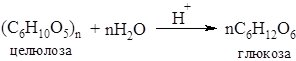 (C₆H₁₀O₅)ₙ + nH₂O —H⁺→ nC₆H₁₂O₆
целюлоза глюкоза